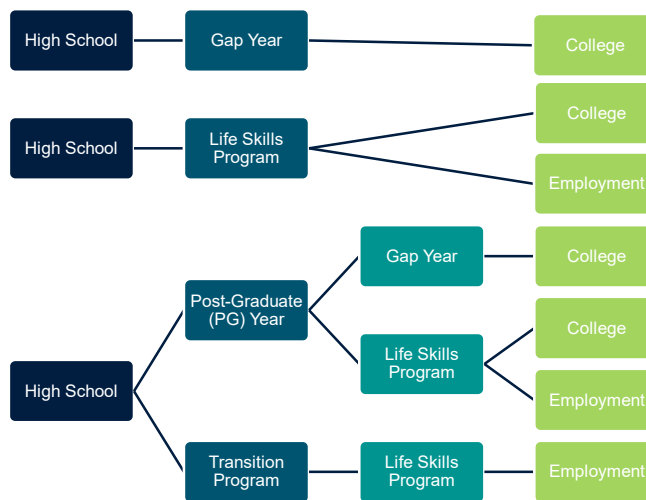 High School
Gap Year
College
High School
Life Skills
Program
College
Employment
High School
Post-Graduate
(PG) Year
Gap Year
College
Life Skills
Program
College
Employment
Transition
Program
Life Skills
Program
Employment